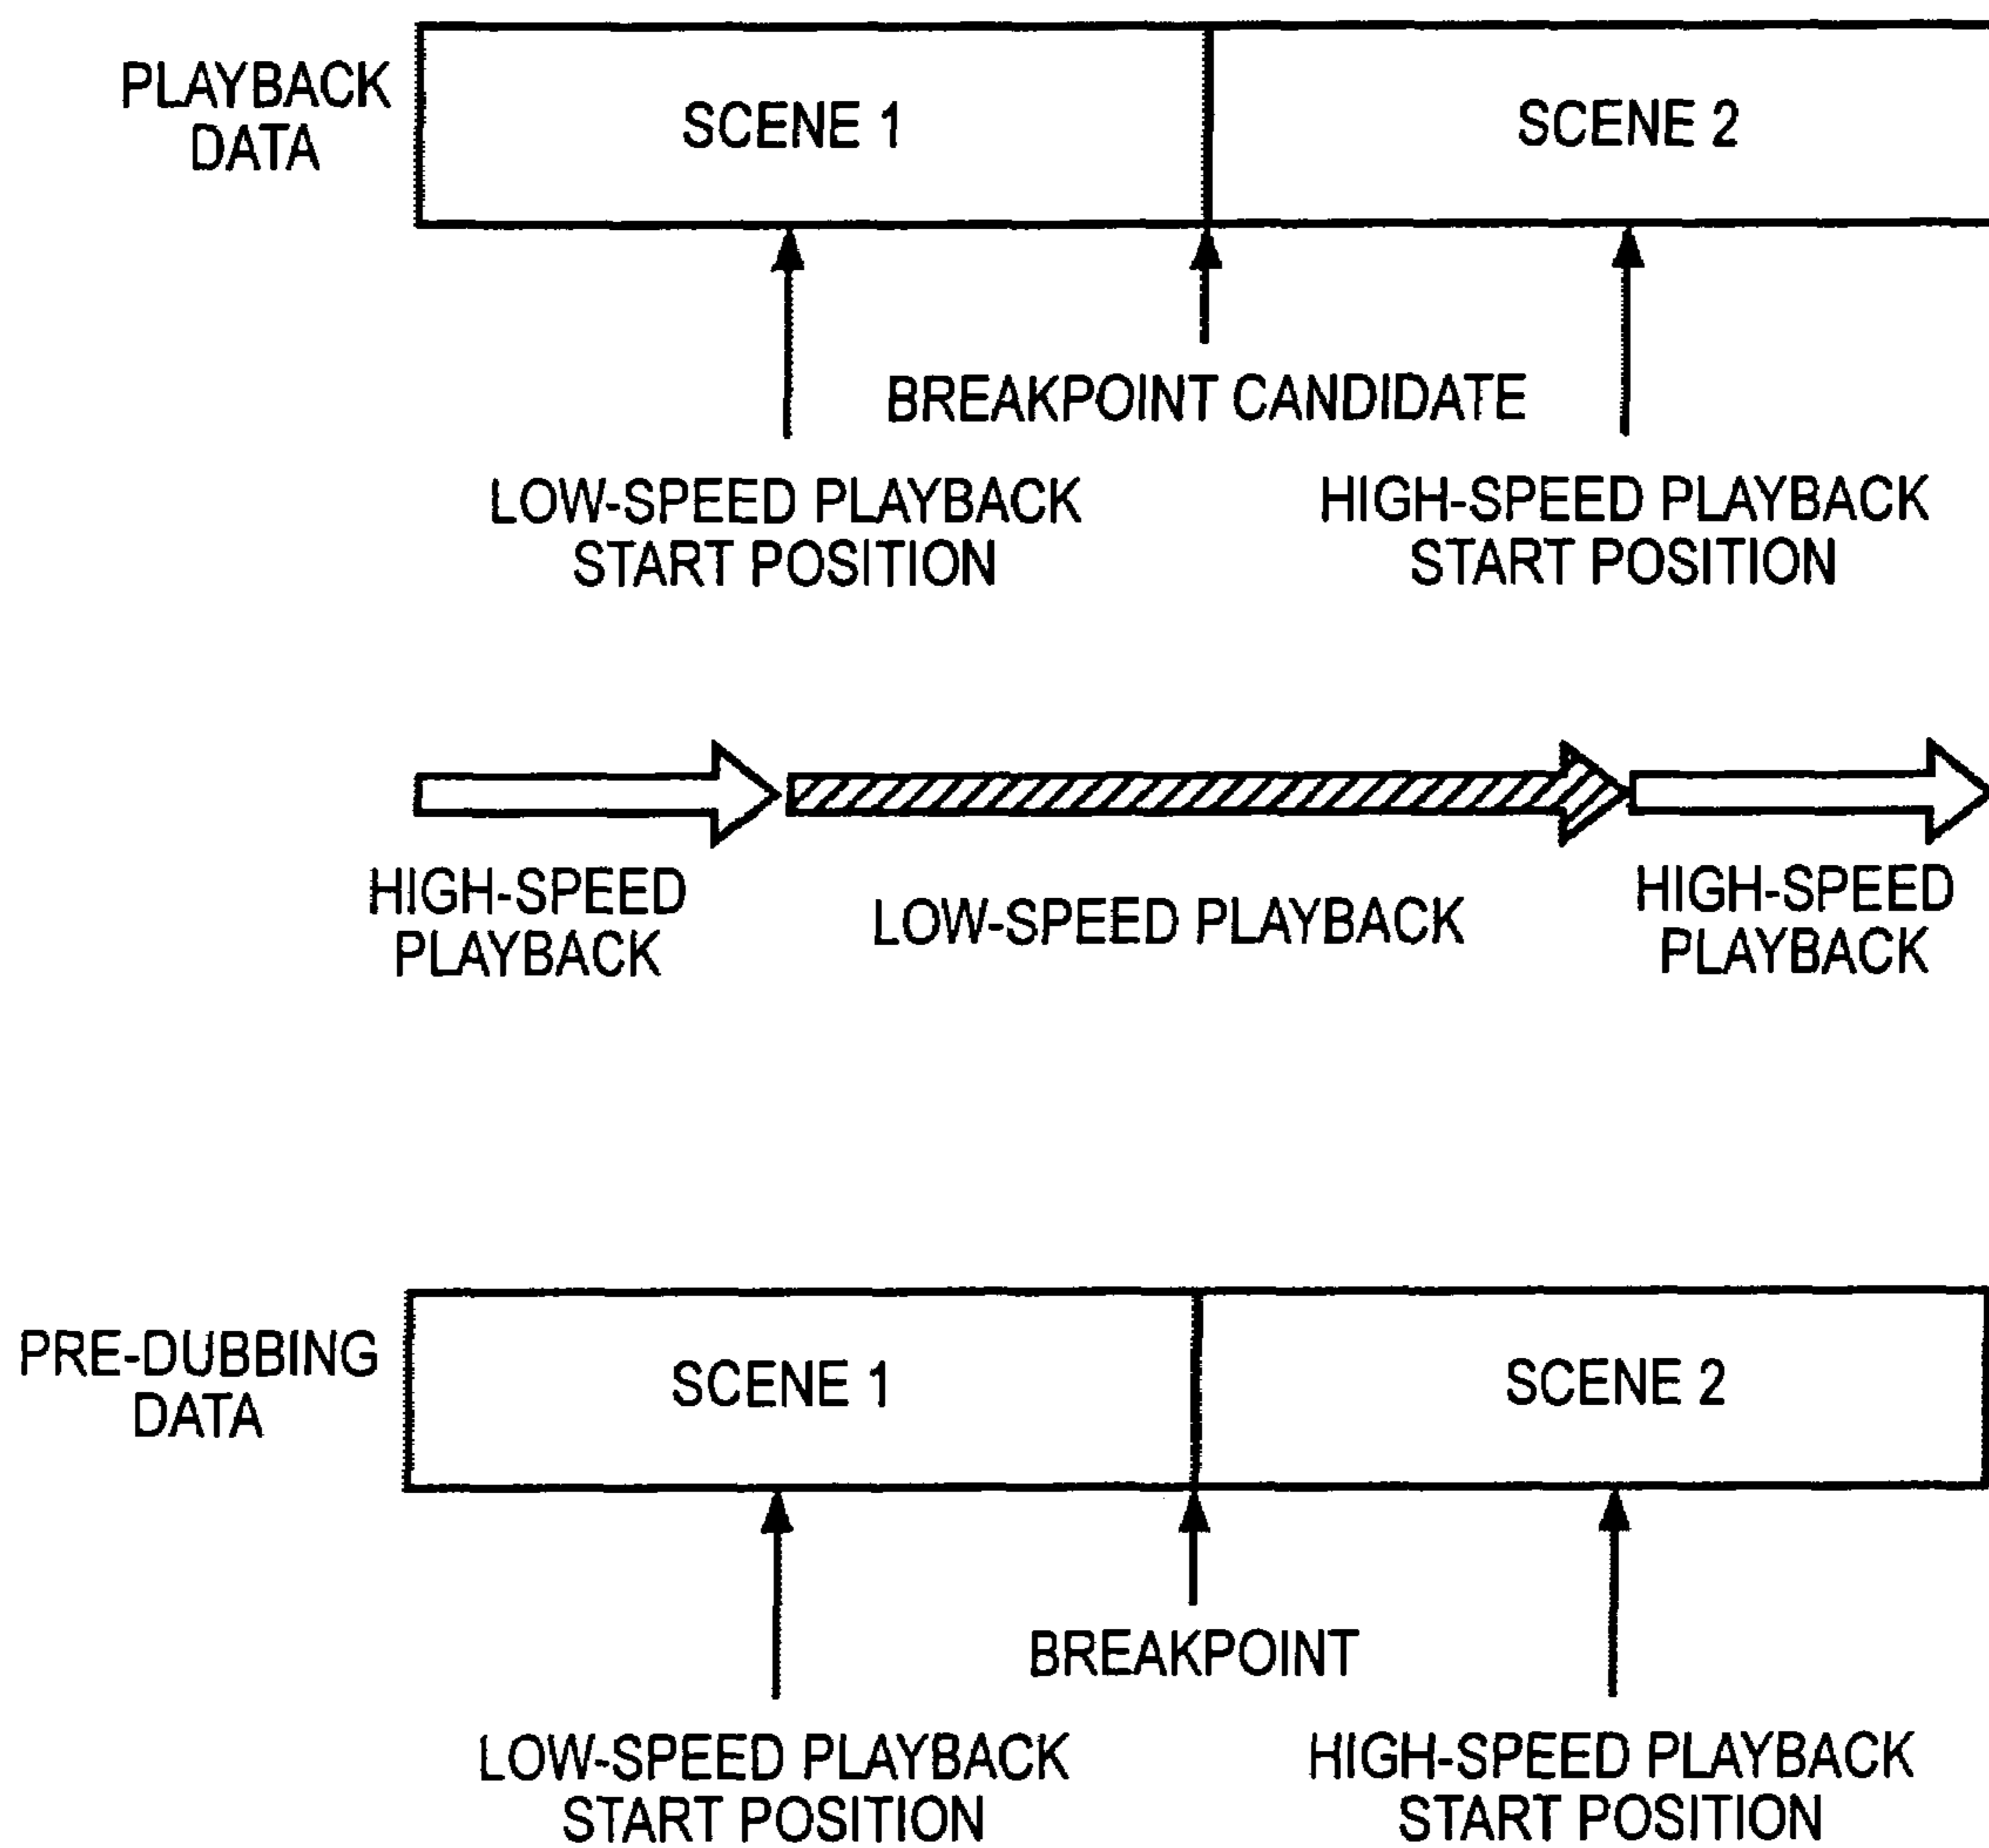 PLAYBACK
DATA
SCENE 1
SCENE 2
BREAKPOINT CANDIDATE
LOW-SPEED PLAYBACK
START POSITION
HIGH-SPEED PLAYBACK
START POSITION
HIGH-SPEED
PLAYBACK
LOW-SPEED PLAYBACK
HIGH-SPEED
PLAYBACK
PRE-DUBBING
DATA
SCENE 1
SCENE 2
BREAKPOINT
LOW-SPEED PLAYBACK
START POSITION
HIGH-SPEED PLAYBACK
START POSITION